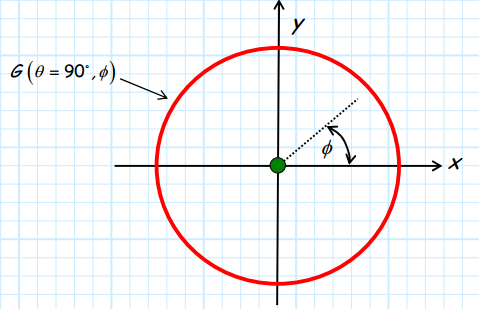 y
G(θ = 90°, ϕ)
ϕ
x